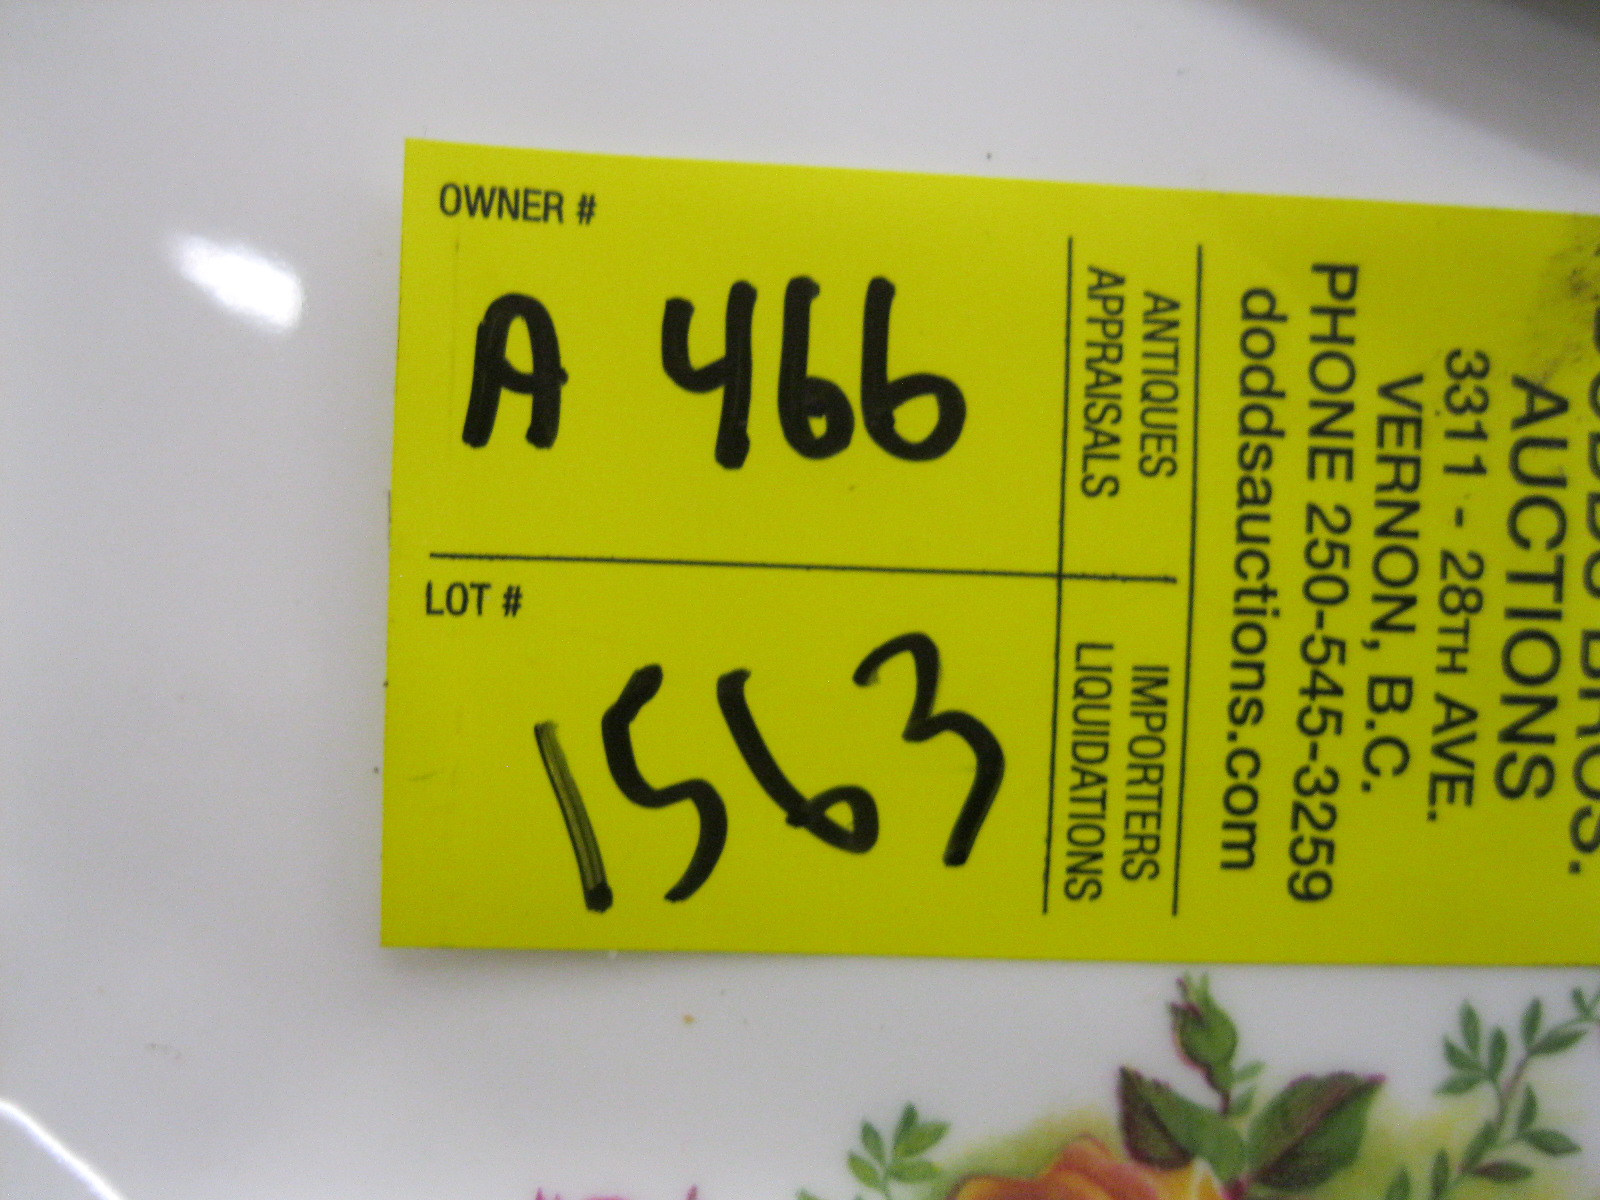 OWNER #
A 466
LOT #
1563
ANTIQUES
APPRAISALS
IMPORTERS
LIQUIDATIONS
BROS.
AUCTIONS
3311 - 28TH AVE.
VERNON, B.C.
PHONE 250-545-3259
doddsauctions.com